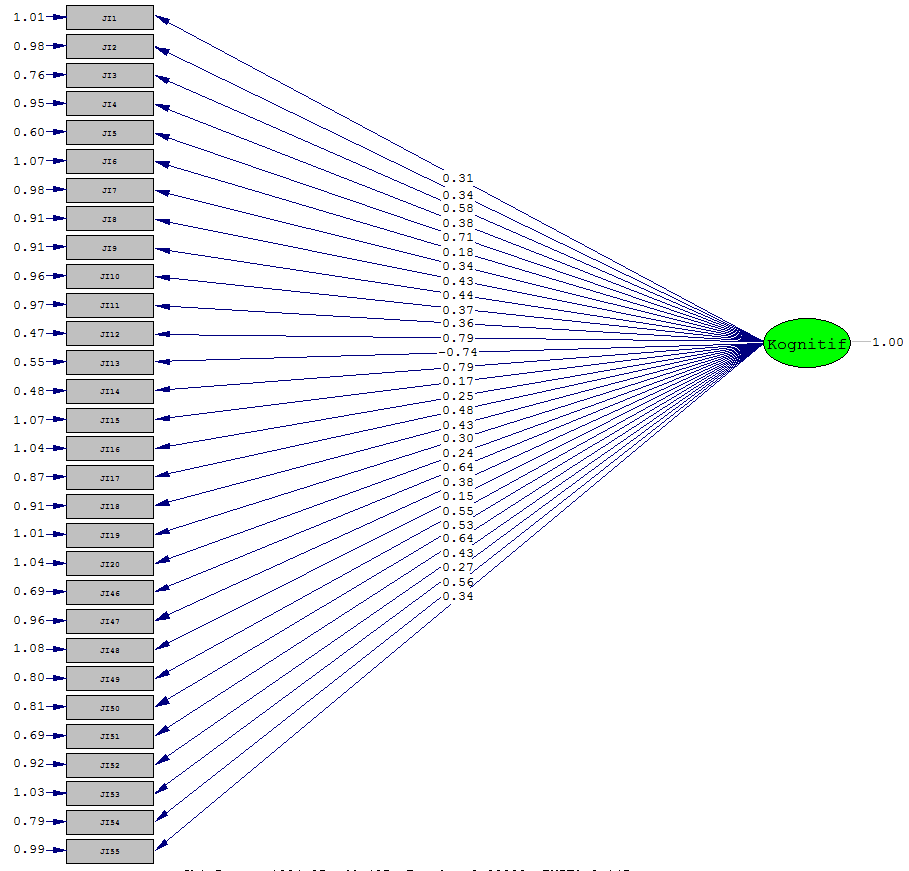 1.01 JI1
0.98 JI2
0.76 JI3
0.95 JI4
0.60 JI5
1.07 JI6
0.98 JI7
0.91 JI8
0.91 JI9
0.96 JI10
0.97 JI11
0.47 JI12
0.55 JI13
0.48 JI14
1.07 JI15
1.04 JI16
0.87 JI17
0.91 JI18
1.01 JI19
1.04 JI20
0.69 JI46
0.96 JI47
1.08 JI48
0.80 JI49
0.81 JI50
0.69 JI51
0.92 JI52
1.03 JI53
0.79 JI54
0.99 JI55
0.31
0.34
0.58
0.38
0.71
0.18
0.34
0.43
0.44
0.37
0.36
0.79
-0.74
0.79
0.17
0.25
0.48
0.43
0.30
0.24
0.64
0.38
0.15
0.55
0.53
0.64
0.43
0.27
0.56
0.34
Kognitif 1.00